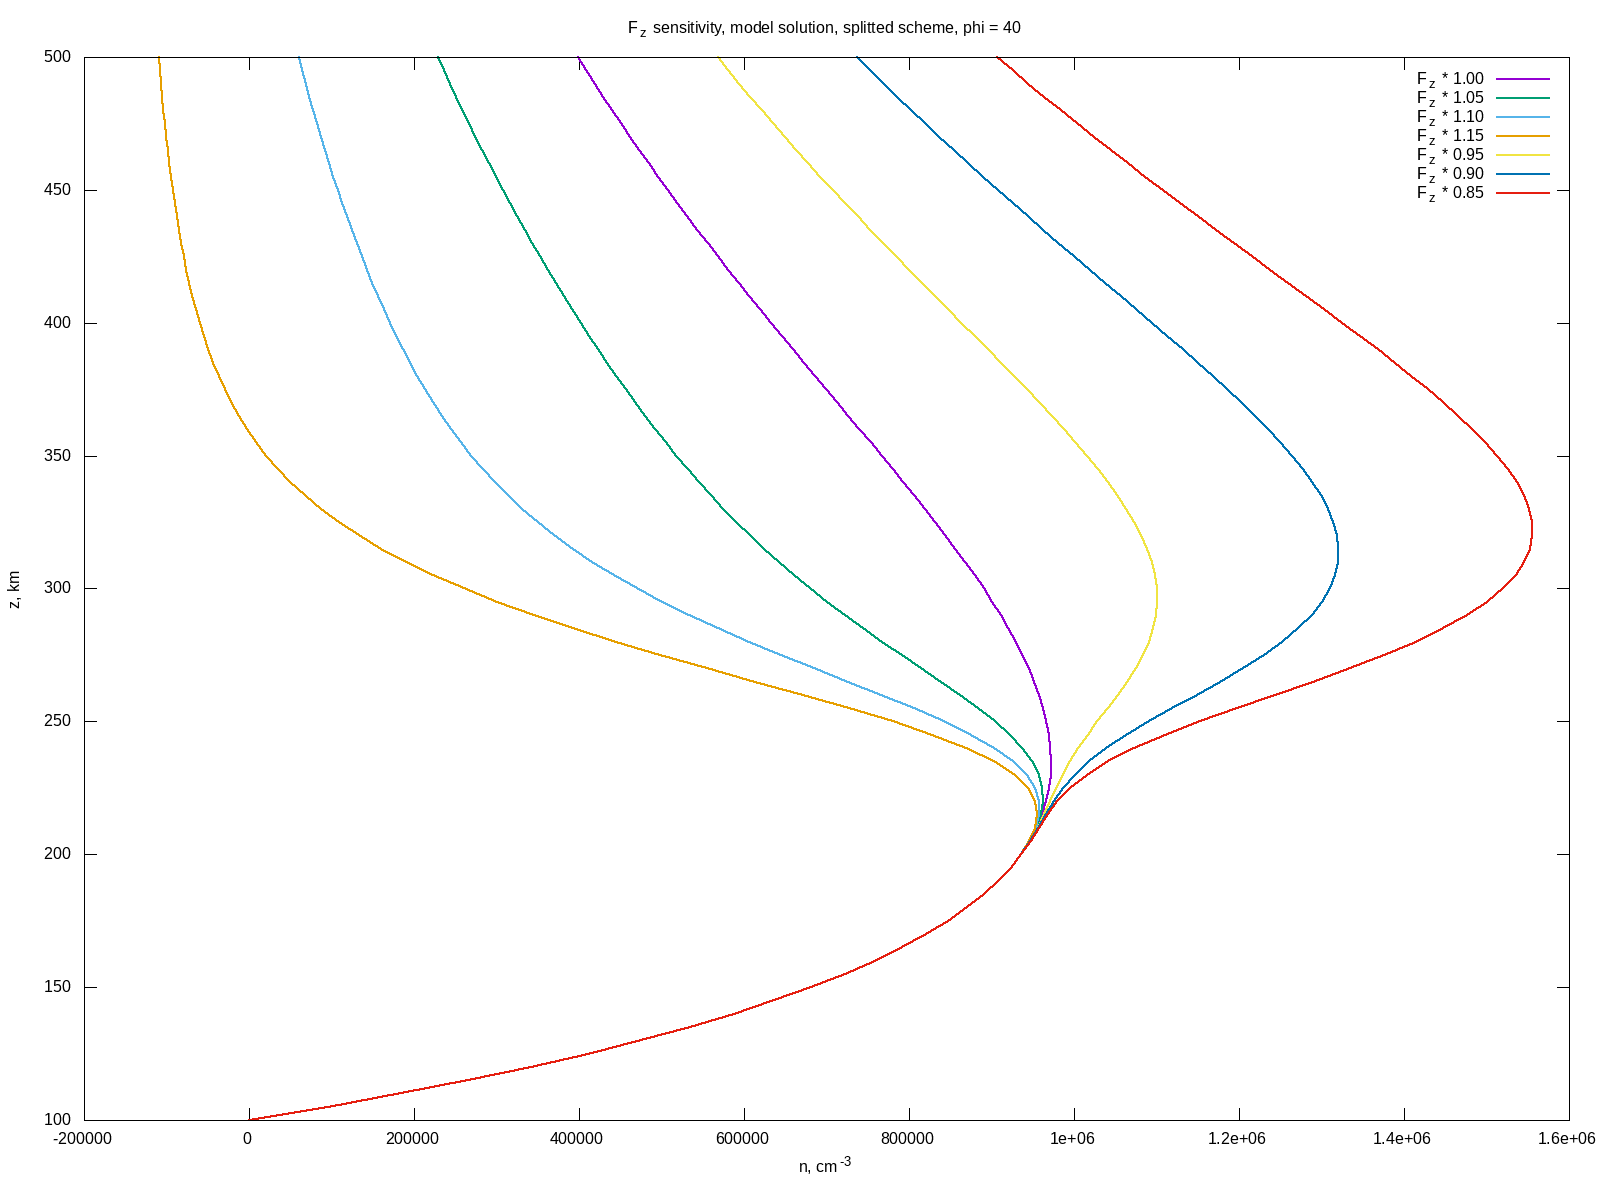 F z sensitivity, model solution, splitted scheme, phi = 40
500
450
400
350
300
250
200
150
100
z, km
F z * 1.00
F z * 1.05
F z * 1.10
F z * 1.15
F z * 0.95
F z * 0.90
F z * 0.85
-200000 0 200000 400000 600000 800000 1e+06 1.2e+06 1.4e+06 1.6e+06
n, cm-3